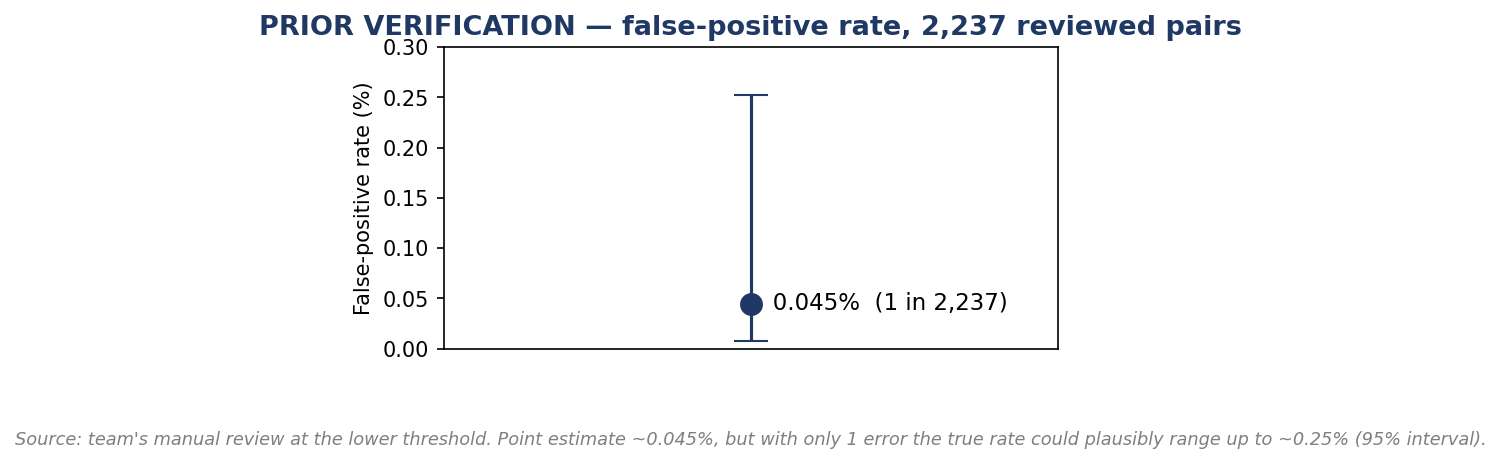 PRIOR VERIFICATION — false-positive rate, 2,237 reviewed pairs
False-positive rate (%)
0.30
0.25
0.20
0.15
0.10
0.05
0.00
0.045%  (1 in 2,237)
Source: team's manual review at the lower threshold. Point estimate ~0.045%, but with only 1 error the true rate could plausibly range up to ~0.25% (95% interval).